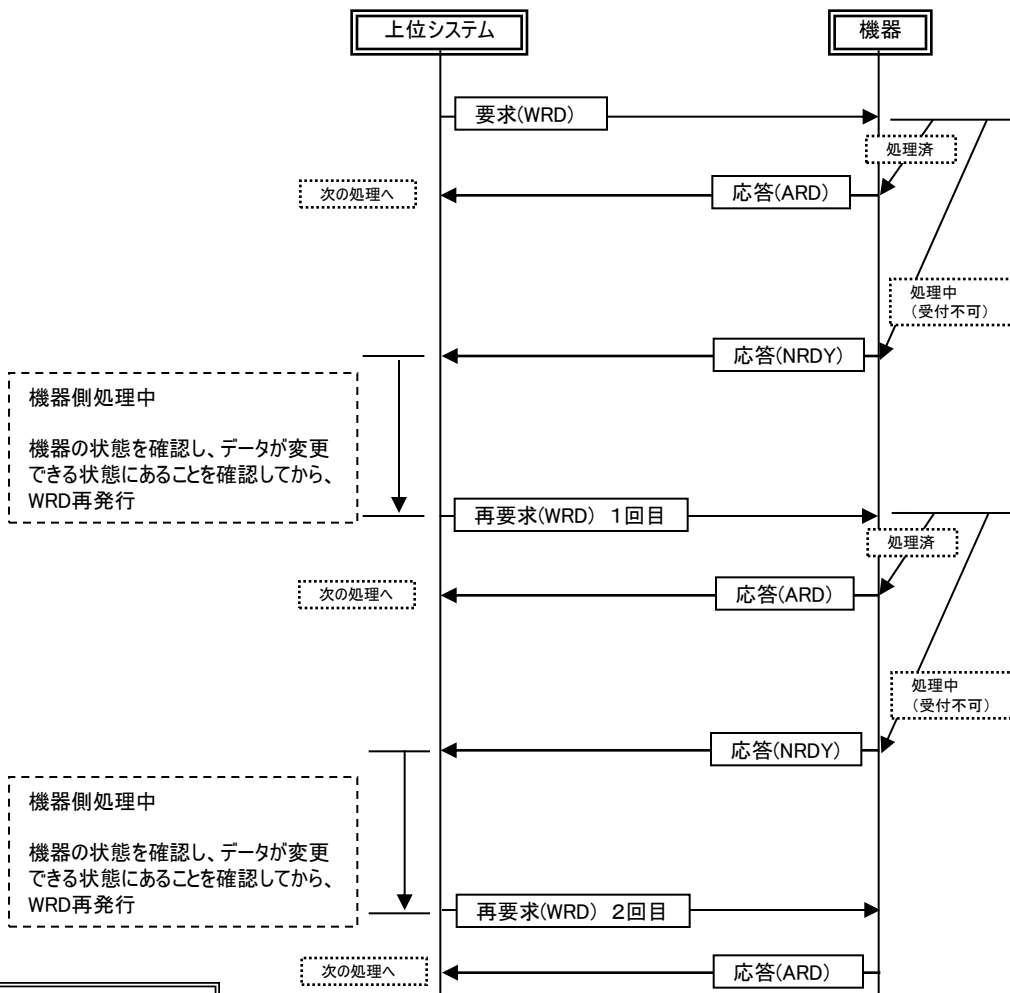 上位システム
機器
要求(WRD)
処理済
次の処理へ
応答(ARD)
処理中
(受付不可)
応答(NRDY)
機器側処理中
機器の状態を確認し、データが変更
できる状態にあることを確認してから、
WRD再発行
再要求(WRD) 1回目
処理済
次の処理へ
応答(ARD)
処理中
(受付不可)
応答(NRDY)
機器側処理中
機器の状態を確認し、データが変更
できる状態にあることを確認してから、
WRD再発行
再要求(WRD) 2回目
次の処理へ
応答(ARD)